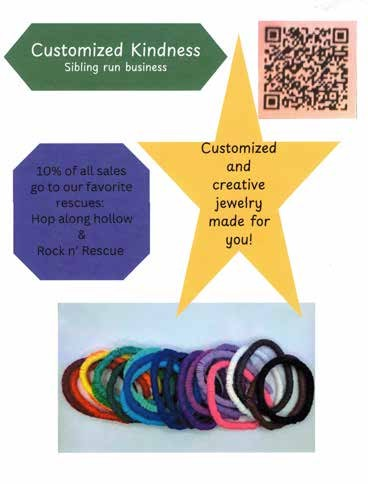 Customized Kindness
Sibling run business
Customized
and
creative
jewelry
made for
you!
10% of all sales
go to our favorite
rescues:
Hop along hollow
&
Rock n' Rescue